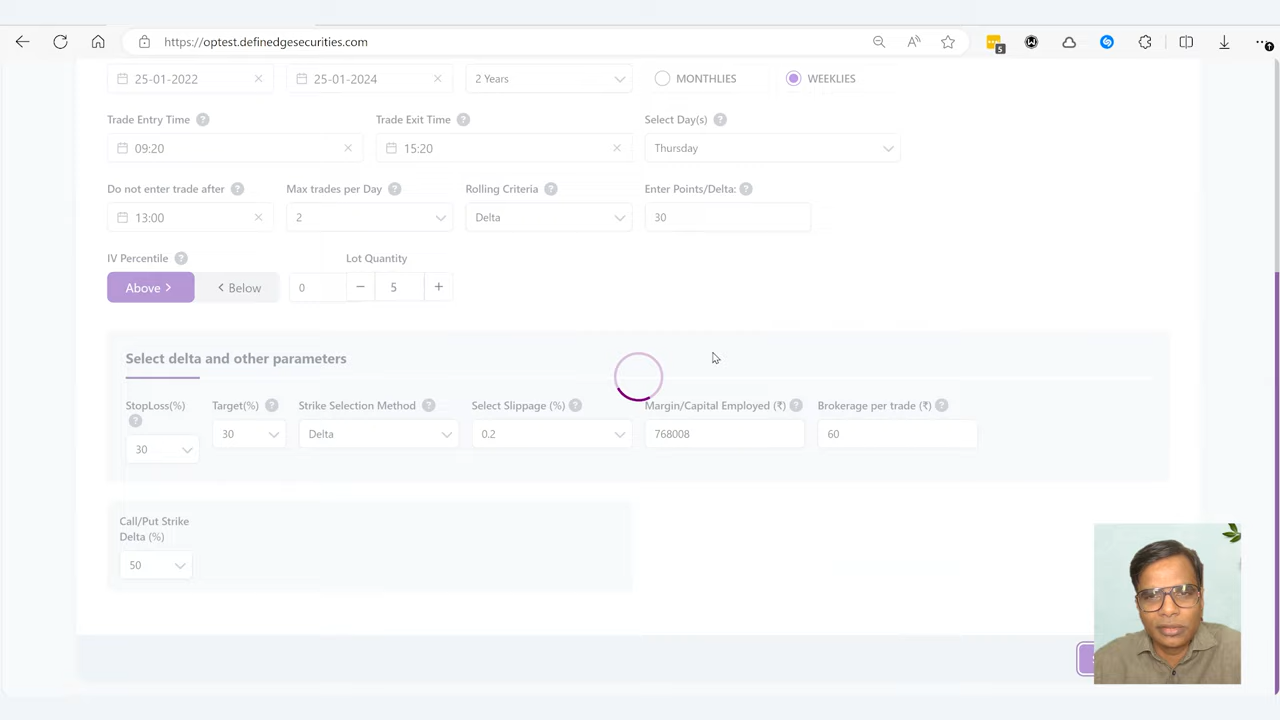 https://optest.definedgesecurities.com
5
25-01-2022 25-01-2024 2 Years MONTHLIES WEEKLIES
Trade Entry Time Trade Exit Time Select Day(s)
09:20 15:20 Thursday
Do not enter trade after Max trades per Day Rolling Criteria Enter Points/Delta:
13:00 2 Delta 30
IV Percentile Lot Quantity
Above > < Below 0 − 5 +
Select delta and other parameters
StopLoss(%) Target(%) Strike Selection Method Select Slippage (%) Margin/Capital Employed (₹) Brokerage per trade (₹)
30 30 Delta 0.2 768008 60
Call/Put Strike
Delta (%)
50